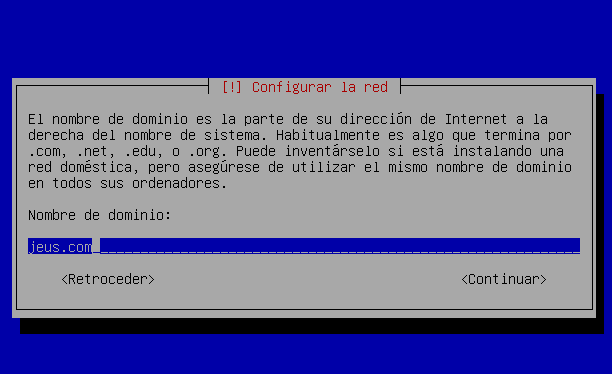 [!] Configurar la red
El nombre de dominio es la parte de su dirección de Internet a la
derecha del nombre de sistema. Habitualmente es algo que termina por
.com, .net, .edu, o .org. Puede inventárselo si está instalando una
red doméstica, pero asegúrese de utilizar el mismo nombre de dominio
en todos sus ordenadores.
Nombre de dominio:
jeus.com
<Retroceder> <Continuar>